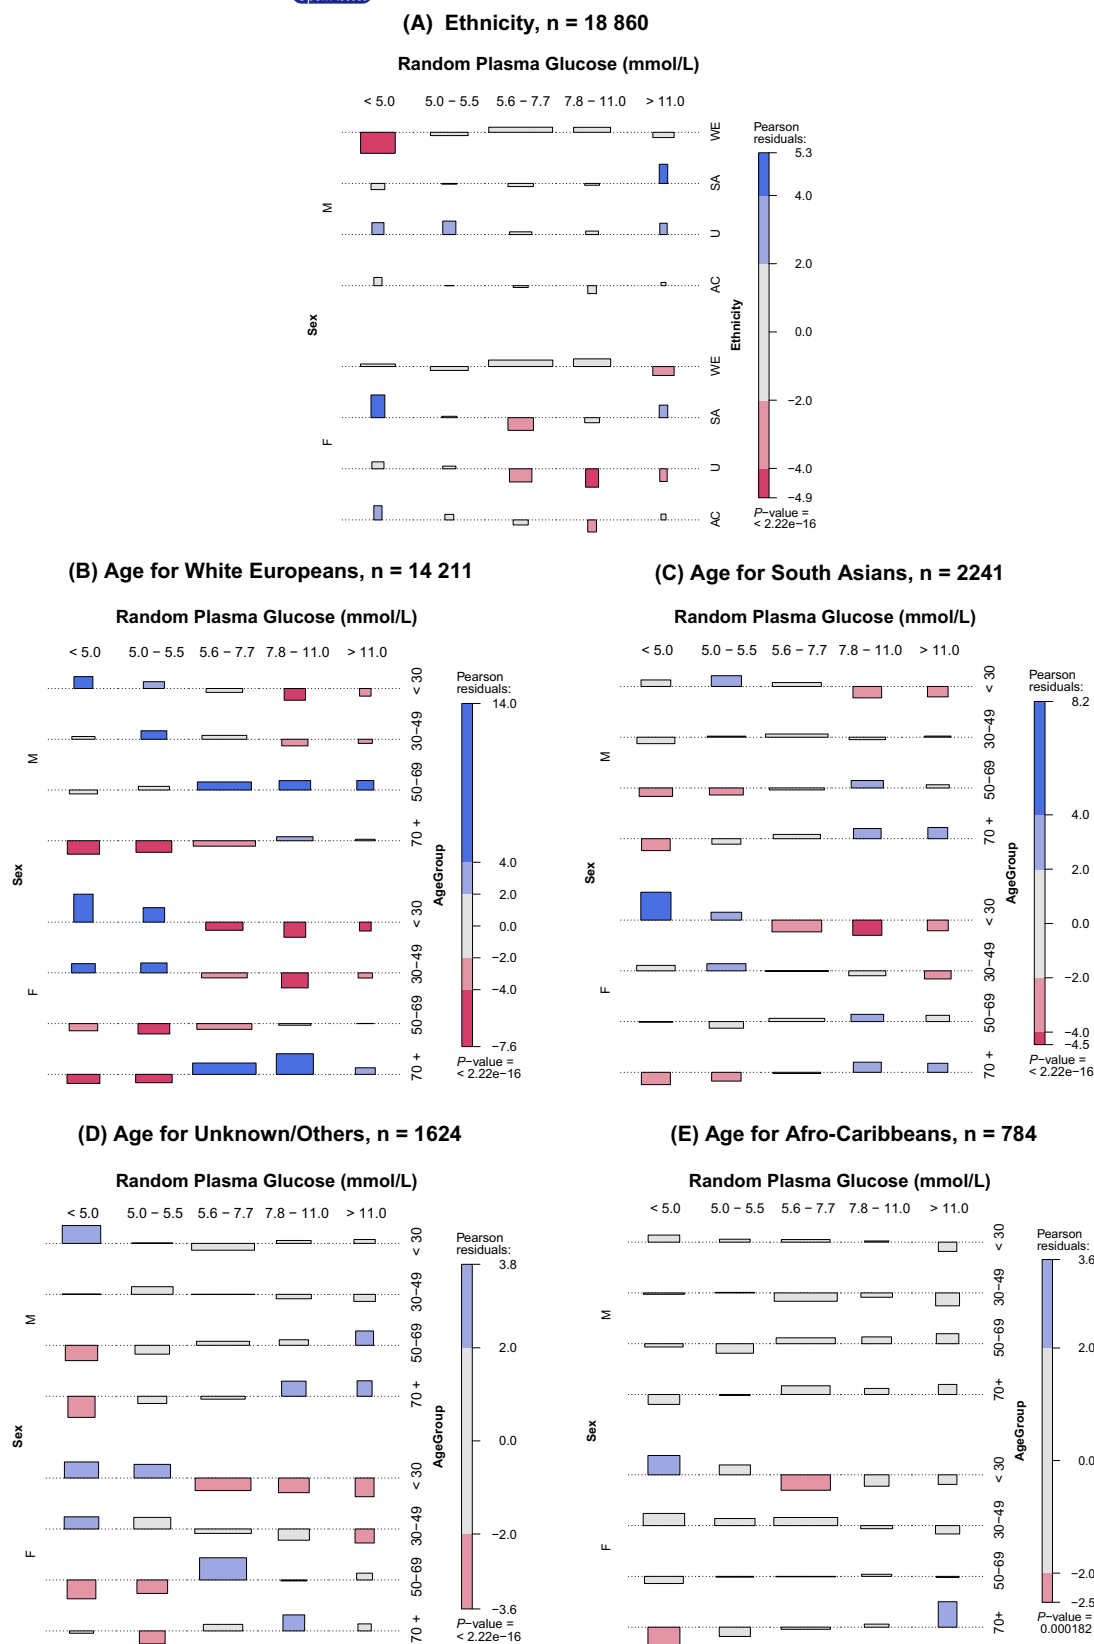 (A) Ethnicity, n = 18 860
Random Plasma Glucose (mmol/L)
< 5.0 5.0 − 5.5 5.6 − 7.7 7.8 − 11.0 > 11.0
Pearson
residuals:
5.3
4.0
2.0
0.0
−2.0
−4.0
−4.9
P−value =
< 2.22e−16
Sex
M
F
Ethnicity
WE
SA
U
AC
WE
SA
U
AC
(B) Age for White Europeans, n = 14 211
Random Plasma Glucose (mmol/L)
< 5.0 5.0 − 5.5 5.6 − 7.7 7.8 − 11.0 > 11.0
Pearson
residuals:
14.0
4.0
2.0
0.0
−2.0
−4.0
−7.6
P−value =
< 2.22e−16
Sex
M
F
AgeGroup
< 30
30−49
50−69
70 +
< 30
30−49
50−69
70 +
(C) Age for South Asians, n = 2241
Random Plasma Glucose (mmol/L)
< 5.0 5.0 − 5.5 5.6 − 7.7 7.8 − 11.0 > 11.0
Pearson
residuals:
8.2
4.0
2.0
0.0
−2.0
−4.0
−4.5
P−value =
< 2.22e−16
Sex
M
F
AgeGroup
< 30
30−49
50−69
70 +
< 30
30−49
50−69
70 +
(D) Age for Unknown/Others, n = 1624
Random Plasma Glucose (mmol/L)
< 5.0 5.0 − 5.5 5.6 − 7.7 7.8 − 11.0 > 11.0
Pearson
residuals:
3.8
2.0
0.0
−2.0
−3.6
P−value =
< 2.22e−16
Sex
M
F
AgeGroup
< 30
30−49
50−69
70 +
< 30
30−49
50−69
70 +
(E) Age for Afro-Caribbeans, n = 784
Random Plasma Glucose (mmol/L)
< 5.0 5.0 − 5.5 5.6 − 7.7 7.8 − 11.0 > 11.0
Pearson
residuals:
3.6
2.0
0.0
−2.0
−2.5
P−value =
0.000182
Sex
M
F
AgeGroup
< 30
30−49
50−69
70+
< 30
30−49
50−69
70+